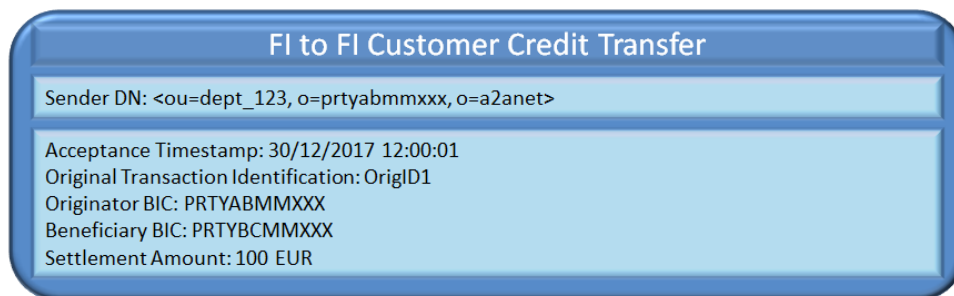 FI to FI Customer Credit Transfer
Sender DN: <ou=dept_123, o=prtyabmmxxx, o=a2anet>
Acceptance Timestamp: 30/12/2017 12:00:01
Original Transaction Identification: OrigID1
Originator BIC: PRTYABMMXXX
Beneficiary BIC: PRTYBCMMXXX
Settlement Amount: 100 EUR